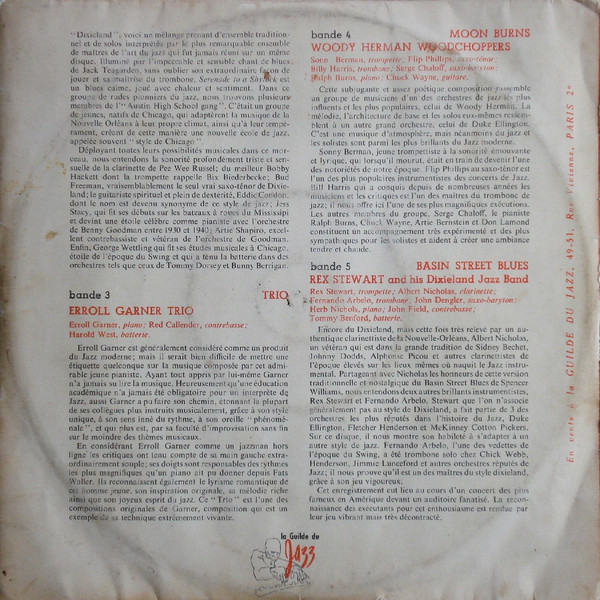 "Dixieland", voici un mélange prenant d'ensemble tradition-
nel et de solos interprétés par le plus remarquable ensemble
de maîtres de l'art du jazz qui fut jamais réuni sur un même
disque. Illuminé par l'impeccable et sensible chant de blues
de Jack Teagarden, sans oublier son extraordinaire façon de
jouer et sa maîtrise du trombone, Serenade to a Shylock est
un blues calme, joué avec chaleur et sentiment. Dans ce
groupe de rudes pionniers du jazz, nous trouvons plusieurs
membres de l'"Austin High School gang". C'était un groupe
de jeunes, natifs de Chicago, qui adaptèrent la musique de la
Nouvelle Orléans à leur propre climat, ainsi qu'à leur tempé-
rament, créant de cette manière une nouvelle école de jazz,
appelée souvent "style de Chicago".
Déployant toutes leurs possibilités musicales dans ce mor-
ceau, nous entendons la sonorité profondément triste et sen-
suelle de la clarinette de Pee Wee Russel; du meilleur Bobby
Hackett dont la trompette rappelle Bix Biederbecke; Bud
Freeman, vraisemblablement le seul vrai saxo-ténor de Dixie-
land; le guitariste spirituel et plein de dextérité, Eddie Condon,
dont le nom est devenu synonyme de ce style de jazz; Jess
Stacy, qui fit ses débuts sur les bateaux à roues du Mississipi
et devint une étoile célèbre comme pianiste avec l'orchestre
de Benny Goodman entre 1930 et 1940; Artie Shapiro, excel-
lent contrebassiste et vétéran de l'orchestre de Goodman.
Enfin, George Wettling qui fit ses études musicales à Chicago,
étoile de l'époque du Swing et qui a tenu la batterie dans des
orchestres tels que ceux de Tommy Dorsey et Bunny Berrigan.
bande 3 TRIO
ERROLL GARNER TRIO
Erroll Garner, piano; Red Callender, contrebasse;
Harold West, batterie.
Erroll Garner est généralement considéré comme un produit
du Jazz moderne; mais il serait bien difficile de mettre une
étiquette quelconque sur la musique composée par cet admi-
rable jeune pianiste. Ayant tout appris par lui-même Garner
n'a jamais su lire la musique. Heureusement qu'une éducation
académique n'a jamais été obligatoire pour un interprète de
Jazz, aussi Garner a pu faire son chemin, étonnant la plupart
de ses collègues plus instruits musicalement, grâce à son style
unique, à son sens inné du rythme, à son oreille "phénomé-
nale", et qui plus est, par sa faculté d'improvisation sans fin
sur le moindre des thèmes musicaux.
En considérant Erroll Garner comme un jazzman hors
ligne les critiques ont tenu compte de sa main gauche extra-
ordinairement souple; ses doigts sont responsables des rythmes
les plus magnifiques qu'un piano ait pu donner depuis Fats
Waller. Ils reconnaissent également le lyrisme romantique de
cet homme jeune, son inspiration originale, sa mélodie riche
ainsi que son joyeux esprit du jazz. Ce "Trio" est l'une des
compositions originales de Garner, composition qui est un
exemple de sa technique extrêmement vivante.
bande 4 MOON BURNS
WOODY HERMAN WOODCHOPPERS
Sonn Berman, trompette; Flip Phillips, saxo-ténor;
Billy Harris, trombone; Serge Chaloff, saxo-baryton;
Ralph Burns, piano; Chuck Wayne, guitare.
Cette subjugante et assez poétique composition rassemble
un groupe de musiciens d'un des orchestres de jazz les plus
influents et les plus populaires, celui de Woody Herman. La
mélodie, l'architecture de base et les solos eux-mêmes ressem-
blent à un autre grand orchestre, celui de Duke Ellington.
C'est une musique d'atmosphère, mais néanmoins du jazz et
les solistes sont parmi les plus brillants du Jazz moderne.
Sonny Berman, jeune trompettiste à la sonorité émouvante
et lyrique, qui lorsqu'il mourut, était en train de devenir l'une
des notoriétés de notre époque. Flip Phillips au saxo-ténor est
l'un des plus populaires instrumentistes des concerts de Jazz.
Bill Harris qui a conquis depuis de nombreuses années les
musiciens et les critiques est l'un des maîtres du trombone de
jazz; il nous offre ici l'une de ses plus magnifiques exécutions.
Les autres membres du groupe, Serge Chaloff, le pianiste
Ralph Burns, Chuck Wayne, Artie Bernstein et Don Lamond
constituent un accompagnement très expérimenté et des plus
sympathiques pour les solistes et aident à créer une ambiance
tendre et chaude.
bande 5 BASIN STREET BLUES
REX STEWART and his Dixieland Jazz Band
Rex Stewart, trompette; Albert Nicholas, clarinette;
Fernando Arbelo, trombone; John Dengler, saxo-baryton;
Herb Nichols, piano; John Field, contrebasse;
Tommy Benford, batterie.
Encore du Dixieland, mais cette fois très relevé par un au-
thentique clarinettiste de la Nouvelle-Orléans, Albert Nicholas,
un vétéran qui est dans la grande tradition de Sidney Bechet,
Johnny Dodds, Alphonse Picou et autres clarinettistes de
l'époque élevés sur les lieux mêmes où naquit le Jazz instru-
mental. Partageant avec Nicholas les honneurs de cette version
traditionnelle et nostalgique du Basin Street Blues de Spencer
Williams, nous entendons deux autres brillants instrumentistes,
Rex Stewart et Fernando Arbelo. Stewart que l'on n'associe
généralement pas au style de Dixieland, a fait partie de 3 des
orchestres les plus réputés dans l'histoire du Jazz, Duke
Ellington, Fletcher Henderson et McKinney Cotton Pickers.
Sur ce disque, il nous montre son habileté à s'adapter à un
autre style de jazz. Fernando Arbelo, l'une des vedettes de
l'époque du Swing, a été trombone solo chez Chick Webb,
Henderson, Jimmie Lunceford et autres orchestres réputés de
Jazz; il nous prouve qu'il est un des maîtres du style dixieland,
grâce à son jeu vigoureux.
Cet enregistrement eut lieu au cours d'un concert des plus
fameux en Amérique devant un auditoire fanatisé. La recon-
naissance des exécutants pour cet enthousiasme est rendue par
leur jeu vibrant mais très décontracté.
la Guilde du
Jazz
En vente à la GUILDE DU JAZZ, 49-51, Rue Vivienne, PARIS 2e